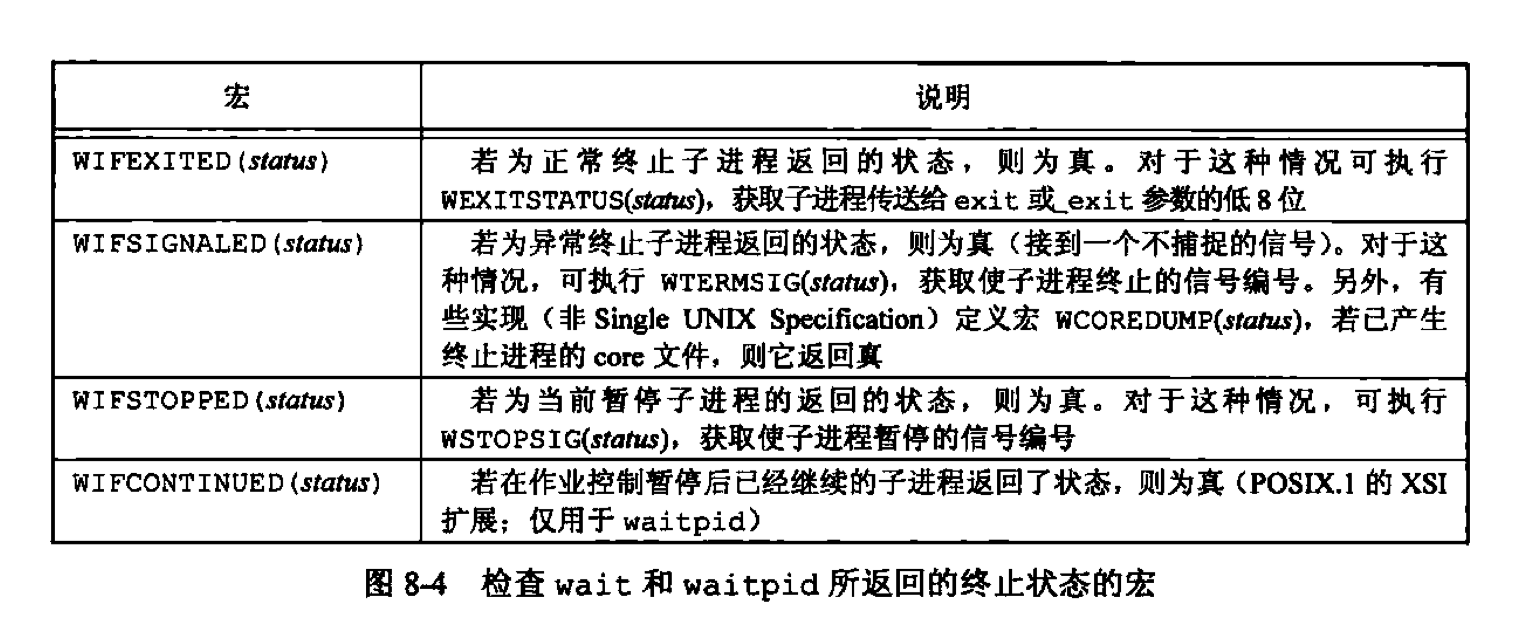 宏 说明
WIFEXITED(status) 若为正常终止子进程返回的状态，则为真。对于这种情况可执行
WEXITSTATUS(status)，获取子进程传送给 exit 或_exit 参数的低 8 位
WIFSIGNALED(status) 若为异常终止子进程返回的状态，则为真（接到一个不捕捉的信号）。对于这
种情况，可执行 WTERMSIG(status)，获取使子进程终止的信号编号。另外，有
些实现（非 Single UNIX Specification）定义宏 WCOREDUMP(status)，若已产生
终止进程的 core 文件，则它返回真
WIFSTOPPED(status) 若为当前暂停子进程的返回的状态，则为真。对于这种情况，可执行
WSTOPSIG(status)，获取使子进程暂停的信号编号
WIFCONTINUED(status) 若在作业控制暂停后已经继续的子进程返回了状态，则为真（POSIX.1 的 XSI
扩展；仅用于 waitpid）
图 8-4 检查 wait 和 waitpid 所返回的终止状态的宏